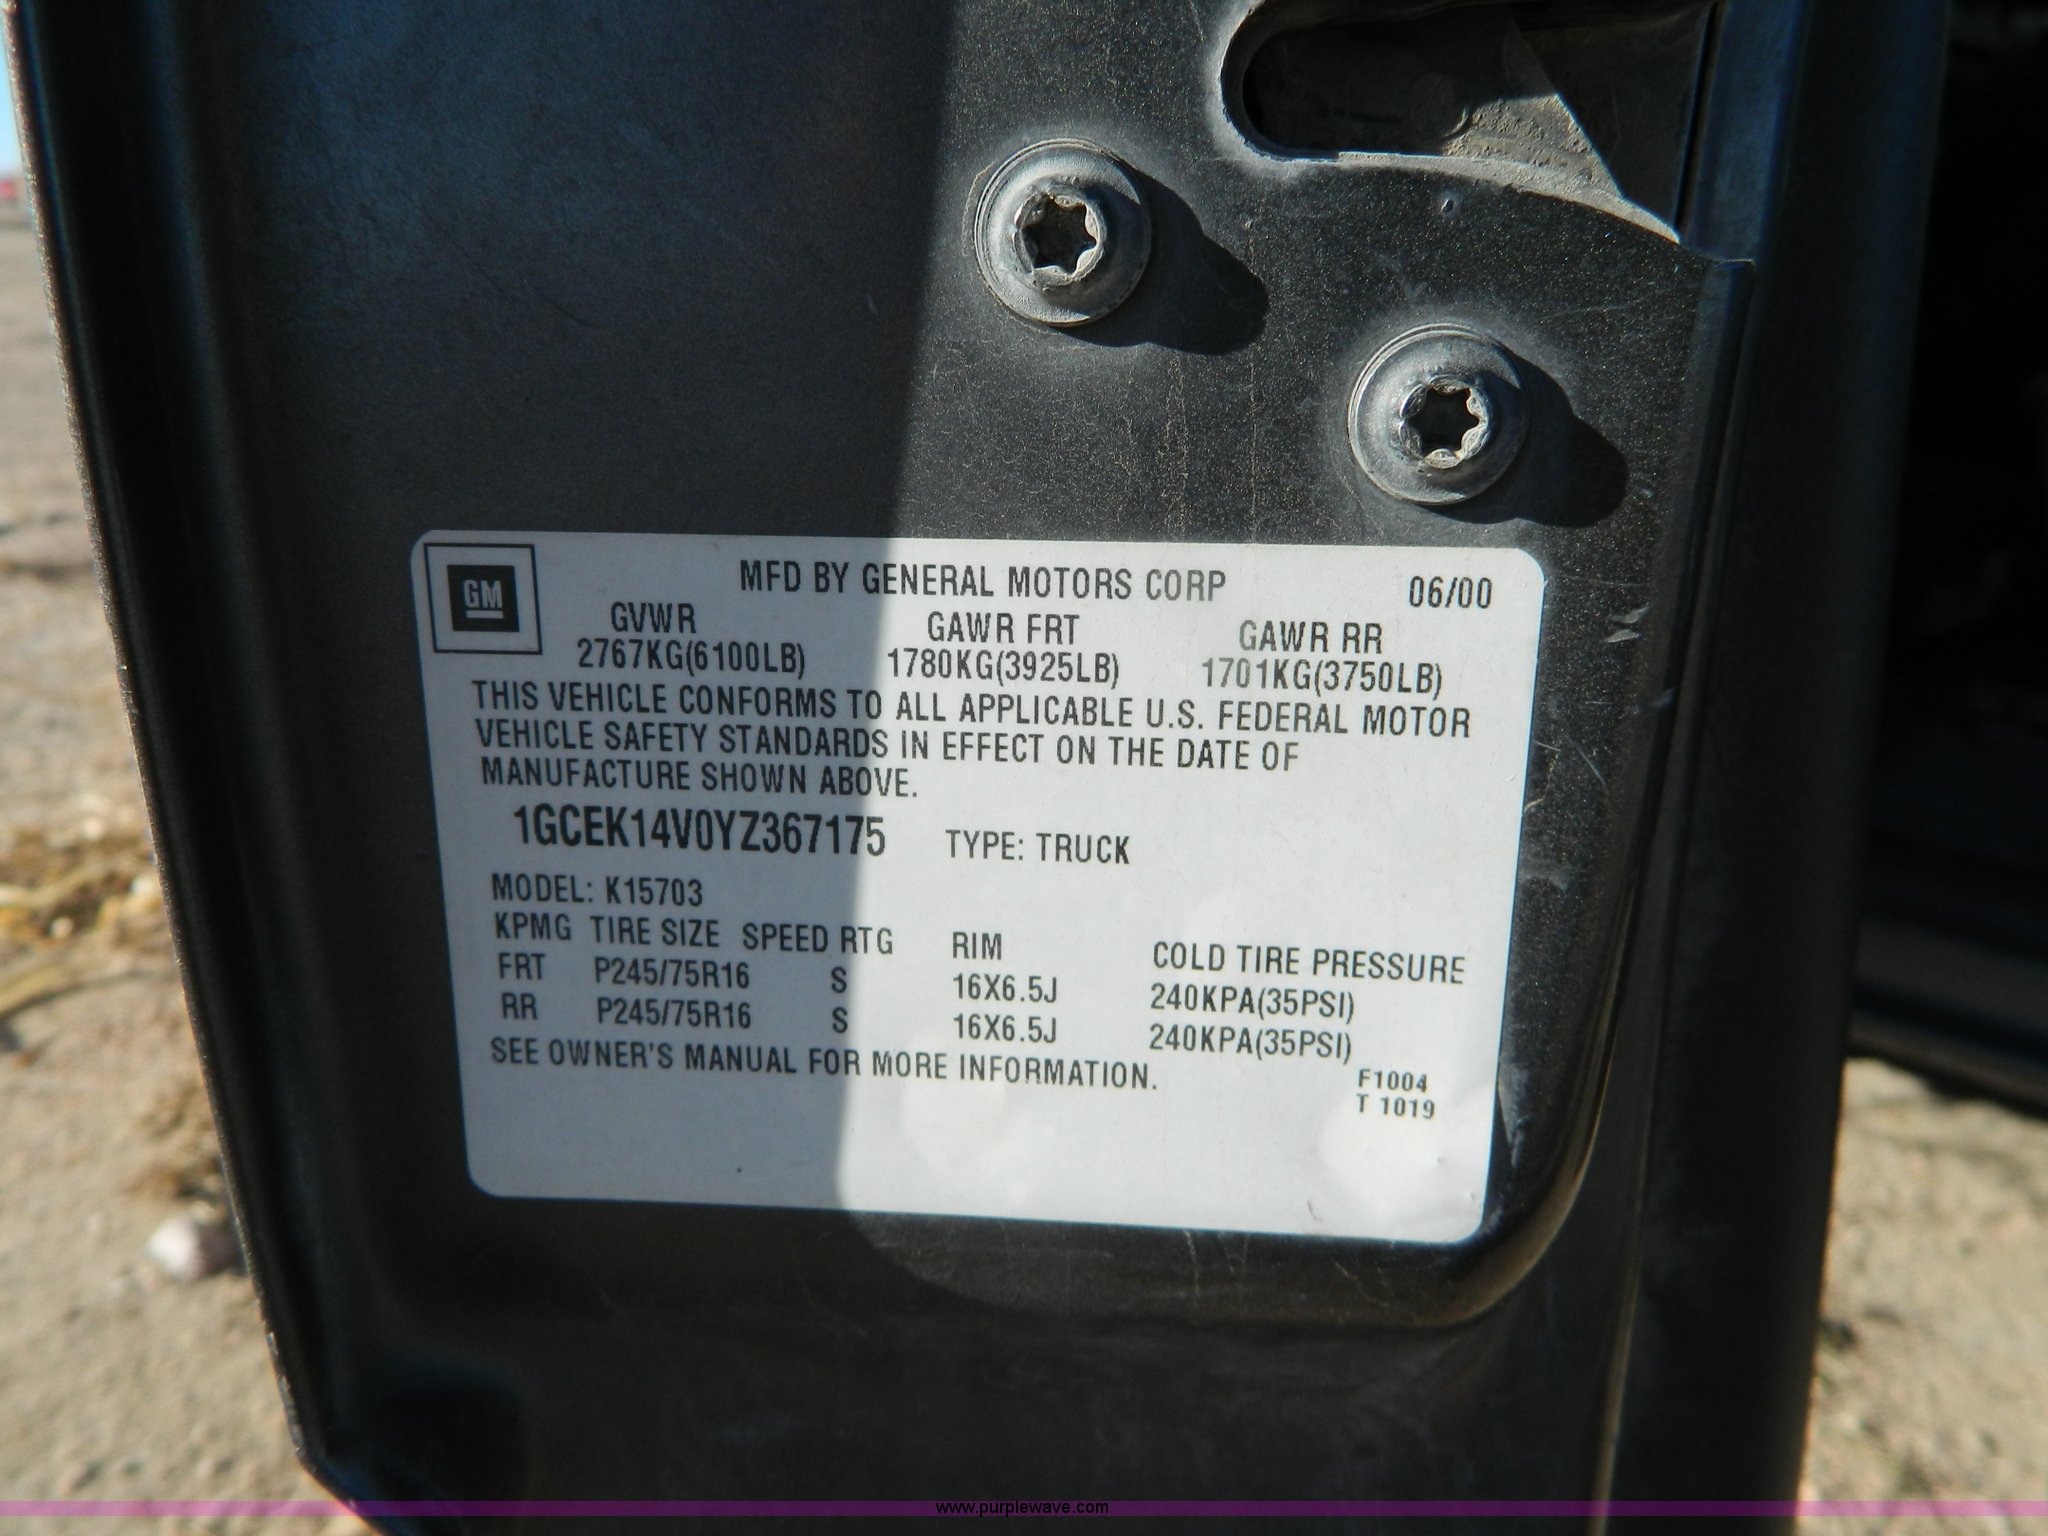 GM
MFD BY GENERAL MOTORS CORP 06/00
GVWR GAWR FRT GAWR RR
2767KG(6100LB) 1780KG(3925LB) 1701KG(3750LB)
THIS VEHICLE CONFORMS TO ALL APPLICABLE U.S. FEDERAL MOTOR
VEHICLE SAFETY STANDARDS IN EFFECT ON THE DATE OF
MANUFACTURE SHOWN ABOVE.
1GCEK14V0YZ367175 TYPE: TRUCK
MODEL: K15703
KPMG TIRE SIZE SPEED RTG RIM COLD TIRE PRESSURE
FRT P245/75R16 S 16X6.5J 240KPA(35PSI)
RR P245/75R16 S 16X6.5J 240KPA(35PSI)
SEE OWNER'S MANUAL FOR MORE INFORMATION.
F1004
T 1019
www.purplewave.com